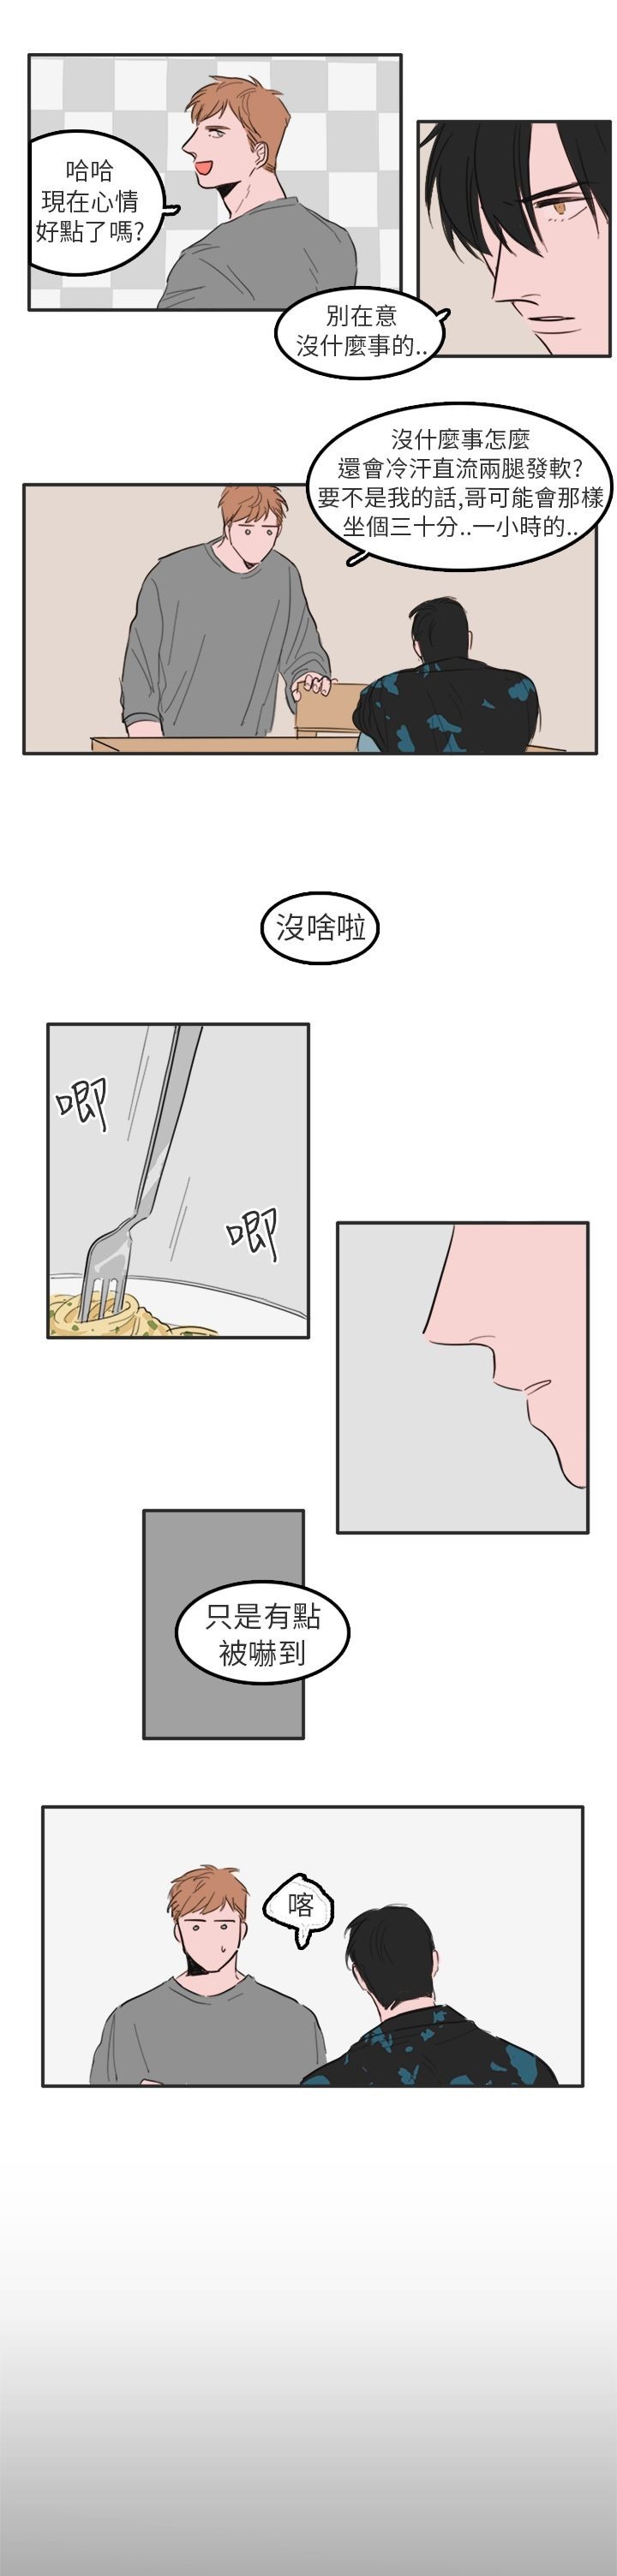 哈哈
現在心情
好點了嗎?
別在意
沒什麼事的..
沒什麼事怎麼
還會冷汗直流兩腿發軟?
要不是我的話,哥可能會那樣
坐個三十分..一小時的..
沒啥啦
唧
唧
只是有點
被嚇到
喀